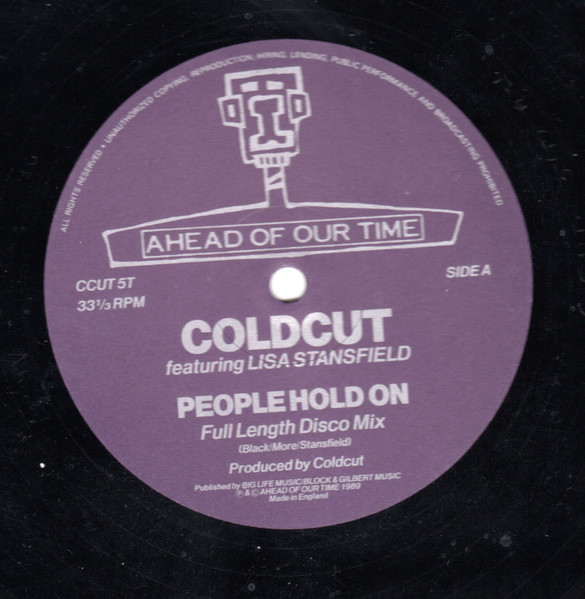 ALL RIGHTS RESERVED • UNAUTHORIZED COPYING, REPRODUCTION, HIRING, LENDING, PUBLIC PERFORMANCE AND BROADCASTING PROHIBITED
AHEAD OF OUR TIME
CCUT 5T
SIDE A
33⅓ RPM
COLDCUT
featuring LISA STANSFIELD
PEOPLE HOLD ON
Full Length Disco Mix
(Black/More/Stansfield)
Produced by Coldcut
Published by BIG LIFE MUSIC/BLOCK & GILBERT MUSIC
℗ & © AHEAD OF OUR TIME 1989
Made in England